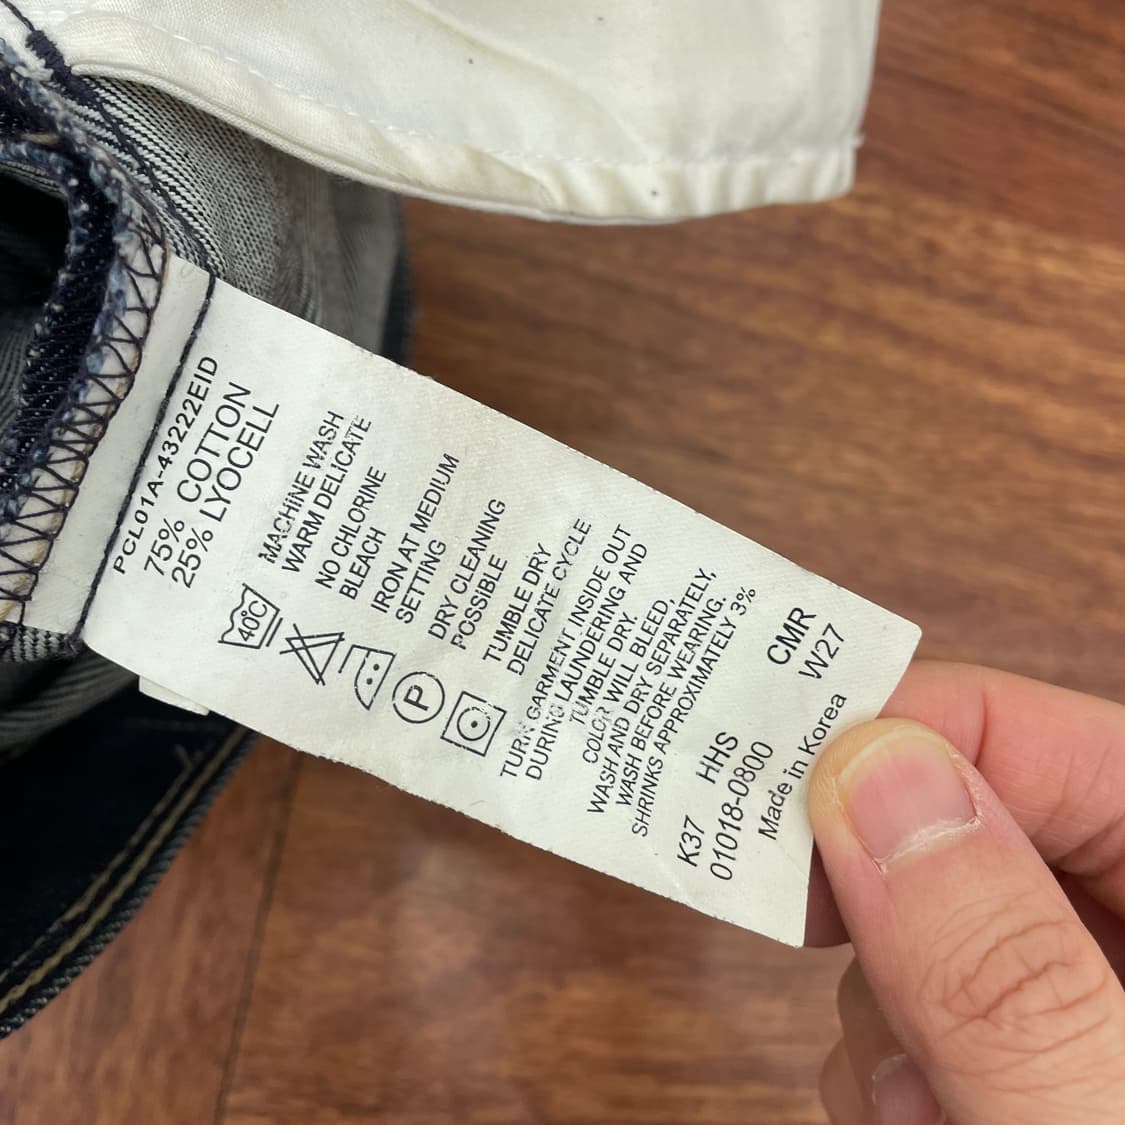 PCL01A-43222EID
75% COTTON
25% LYOCELL
40C
MACHINE WASH
WARM DELICATE
NO CHLORINE
BLEACH
IRON AT MEDIUM
SETTING
P
DRY CLEANING
POSSIBLE
TUMBLE DRY
DELICATE CYCLE
TURN GARMENT INSIDE OUT
DURING LAUNDERING AND
TUMBLE DRY.
COLOR WILL BLEED,
WASH AND DRY SEPARATELY,
WASH BEFORE WEARING.
SHRINKS APPROXIMATELY 3%
K37 HHS CMR
01018-0800 W27
Made in Korea